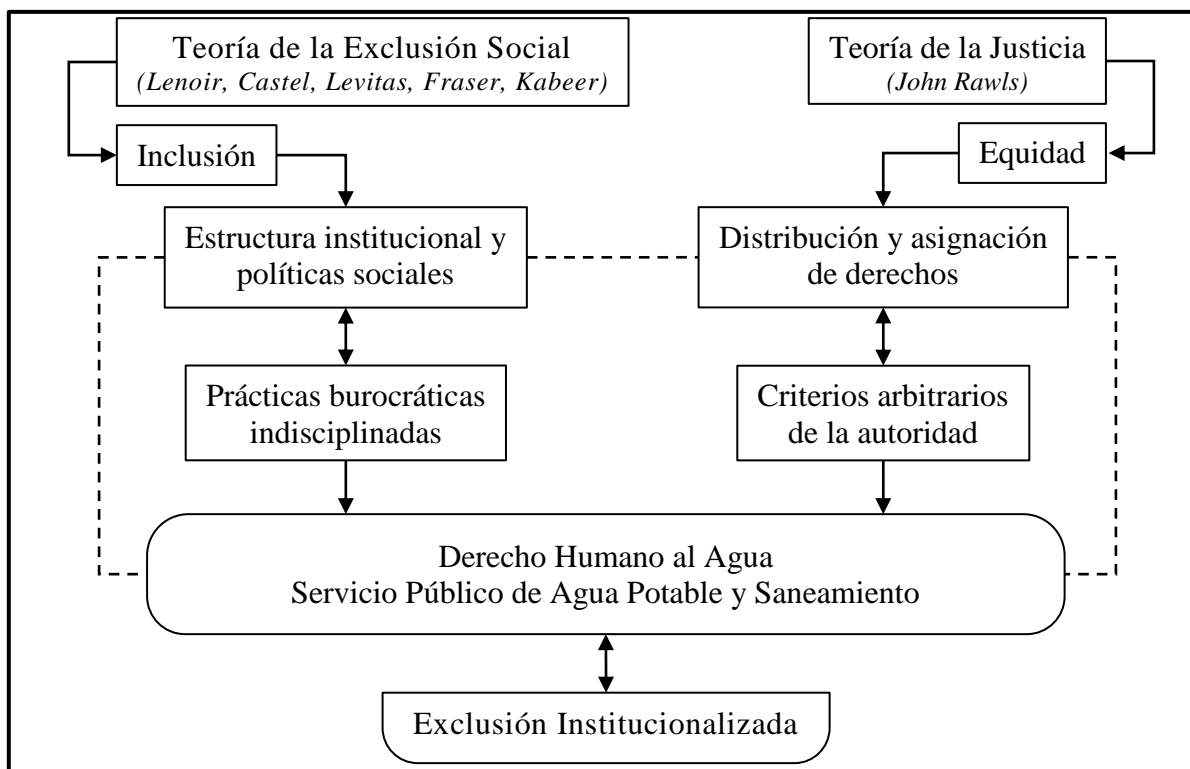 Teoría de la Exclusión Social
(Lenoir, Castel, Levitas, Fraser, Kabeer)
Teoría de la Justicia
(John Rawls)
Inclusión
Equidad
Estructura institucional y
políticas sociales
Distribución y asignación
de derechos
Prácticas burocráticas
indisciplinadas
Criterios arbitrarios
de la autoridad
Derecho Humano al Agua
Servicio Público de Agua Potable y Saneamiento
Exclusión Institucionalizada